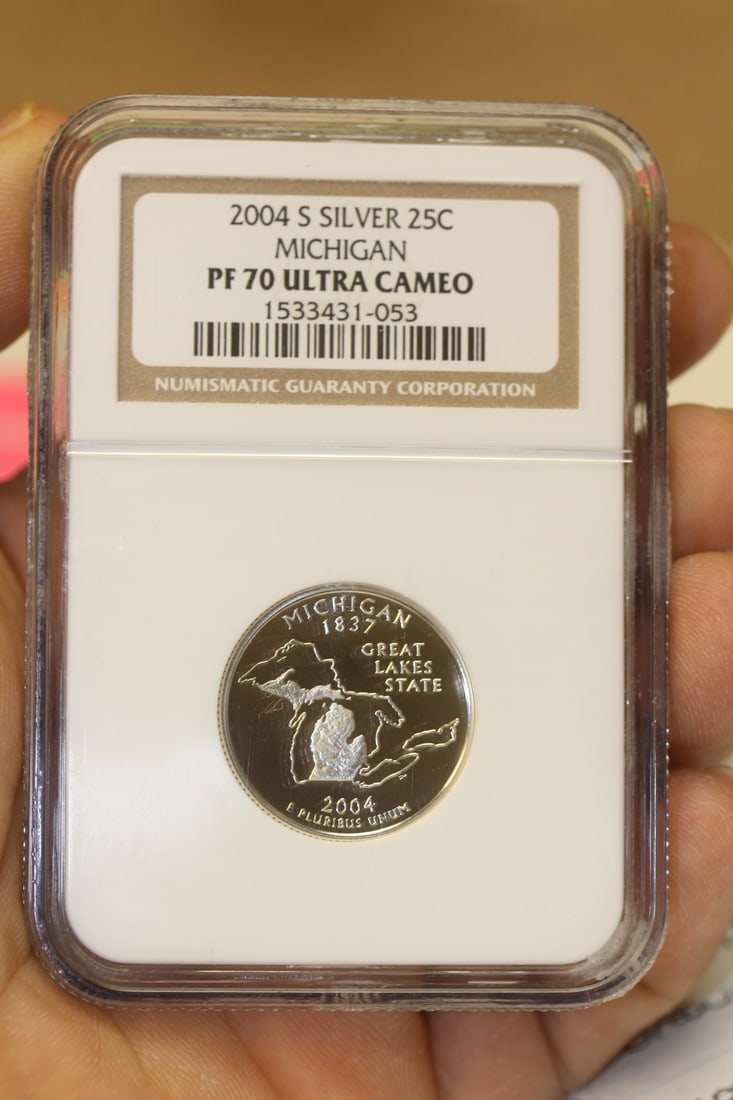 2004 S SILVER 25C
MICHIGAN
PF 70 ULTRA CAMEO
1533431-053
NUMISMATIC GUARANTY CORPORATION
MICHIGAN
1837
GREAT
LAKES
STATE
2004
E PLURIBUS UNUM